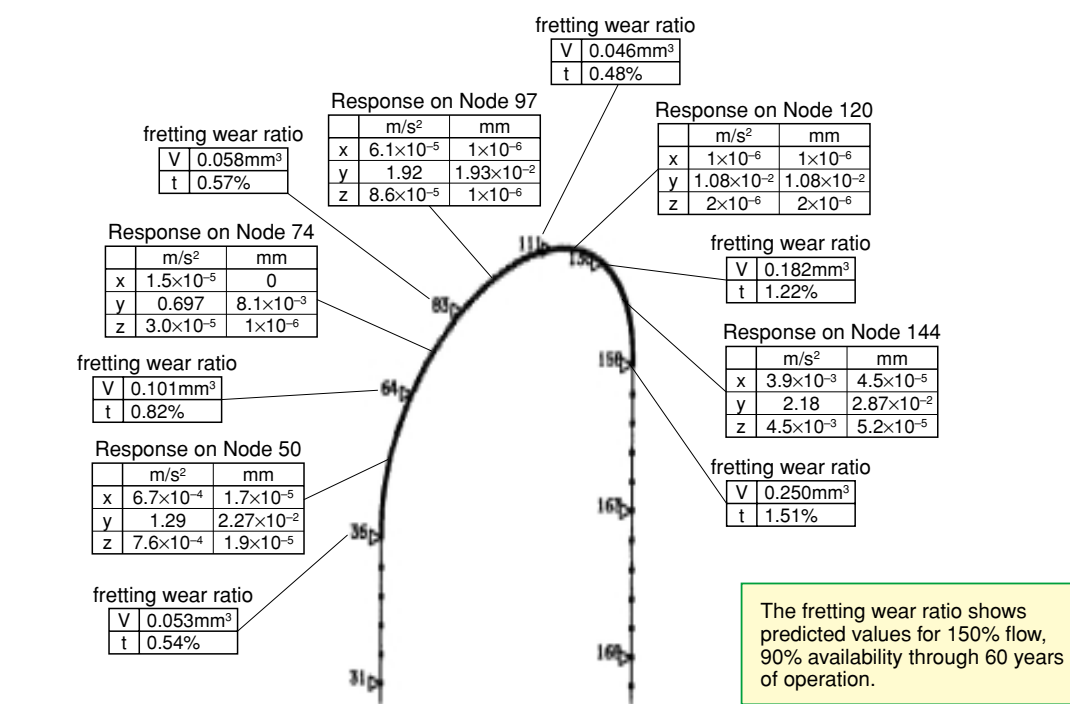 fretting wear ratio
V 0.046mm³
t 0.48%
Response on Node 97
m/s² mm
x 6.1×10⁻⁵ 1×10⁻⁶
y 1.92 1.93×10⁻²
z 8.6×10⁻⁵ 1×10⁻⁶
Response on Node 120
m/s² mm
x 1×10⁻⁶ 1×10⁻⁶
y 1.08×10⁻² 1.08×10⁻²
z 2×10⁻⁶ 2×10⁻⁶
fretting wear ratio
V 0.058mm³
t 0.57%
Response on Node 74
m/s² mm
x 1.5×10⁻⁵ 0
y 0.697 8.1×10⁻³
z 3.0×10⁻⁵ 1×10⁻⁶
fretting wear ratio
V 0.182mm³
t 1.22%
111
83
Response on Node 144
m/s² mm
x 3.9×10⁻³ 4.5×10⁻⁵
y 2.18 2.87×10⁻²
z 4.5×10⁻³ 5.2×10⁻⁵
fretting wear ratio
V 0.101mm³
t 0.82%
64
Response on Node 50
m/s² mm
x 6.7×10⁻⁴ 1.7×10⁻⁵
y 1.29 2.27×10⁻²
z 7.6×10⁻⁴ 1.9×10⁻⁵
fretting wear ratio
V 0.250mm³
t 1.51%
36
fretting wear ratio
V 0.053mm³
t 0.54%
31
The fretting wear ratio shows
predicted values for 150% flow,
90% availability through 60 years
of operation.